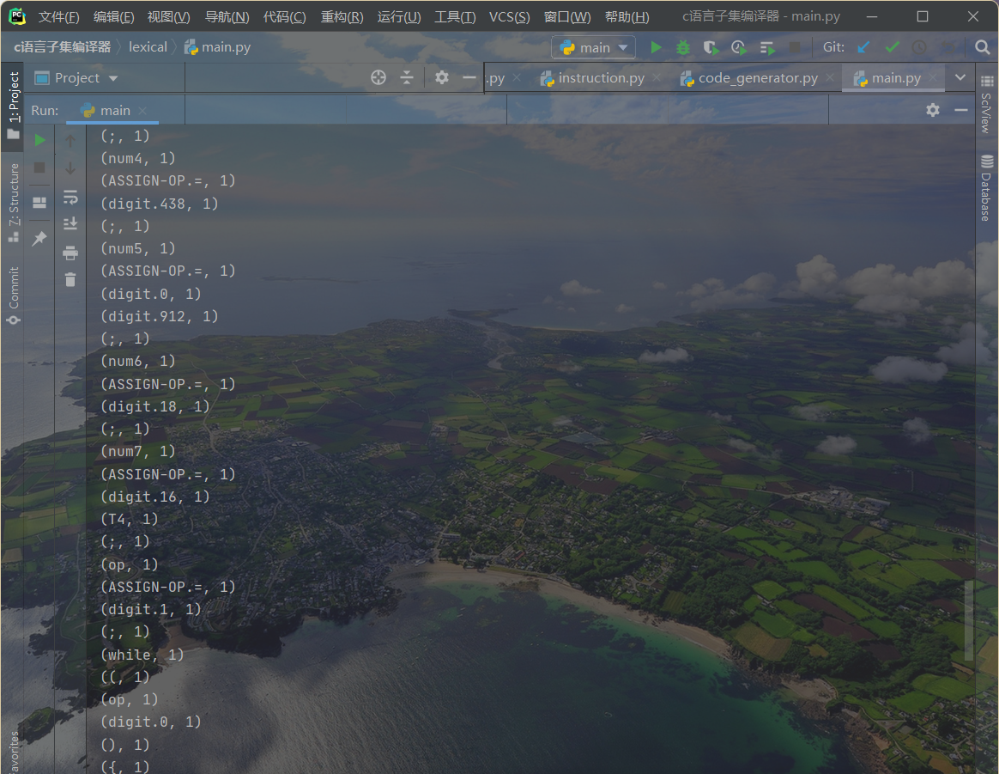 PC 文件(F) 编辑(E) 视图(V) 导航(N) 代码(C) 重构(R) 运行(U) 工具(T) VCS(S) 窗口(W) 帮助(H) c语言子集编译器 - main.py
c语言子集编译器 lexical main.py main Git:
Project .py instruction.py code_generator.py main.py
Run: main
1: Project
Z: Structure
Commit
avorites
SciView
Database
(;, 1)
(num4, 1)
(ASSIGN-OP.=, 1)
(digit.438, 1)
(;, 1)
(num5, 1)
(ASSIGN-OP.=, 1)
(digit.0, 1)
(digit.912, 1)
(;, 1)
(num6, 1)
(ASSIGN-OP.=, 1)
(digit.18, 1)
(;, 1)
(num7, 1)
(ASSIGN-OP.=, 1)
(digit.16, 1)
(T4, 1)
(;, 1)
(op, 1)
(ASSIGN-OP.=, 1)
(digit.1, 1)
(;, 1)
(while, 1)
((, 1)
(op, 1)
(digit.0, 1)
(), 1)
({, 1)